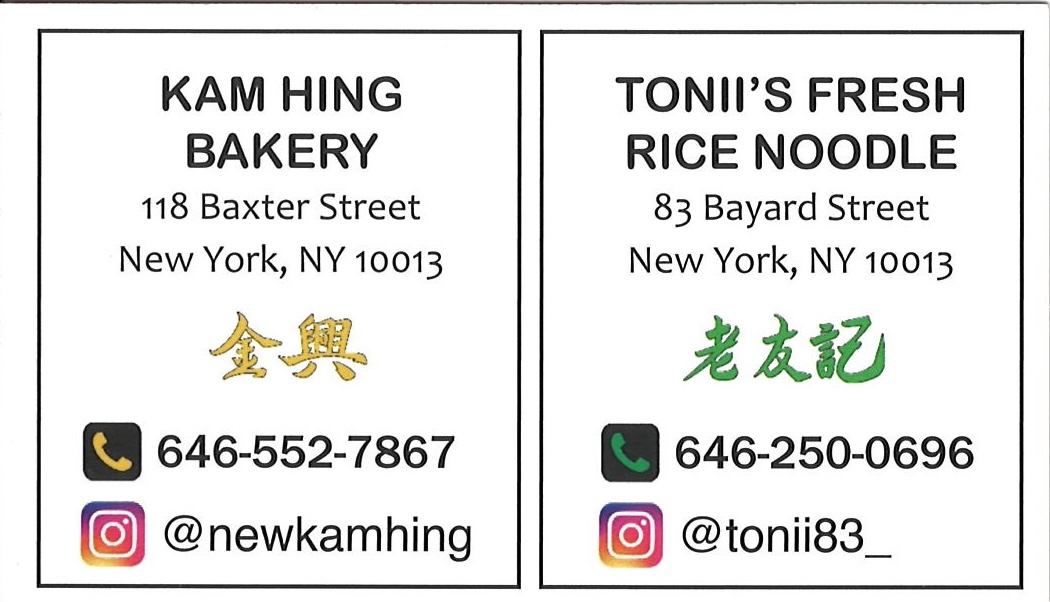 KAM HING
BAKERY
118 Baxter Street
New York, NY 10013
金興
646-552-7867
@newkamhing
TONII'S FRESH
RICE NOODLE
83 Bayard Street
New York, NY 10013
老友記
646-250-0696
@tonii83_